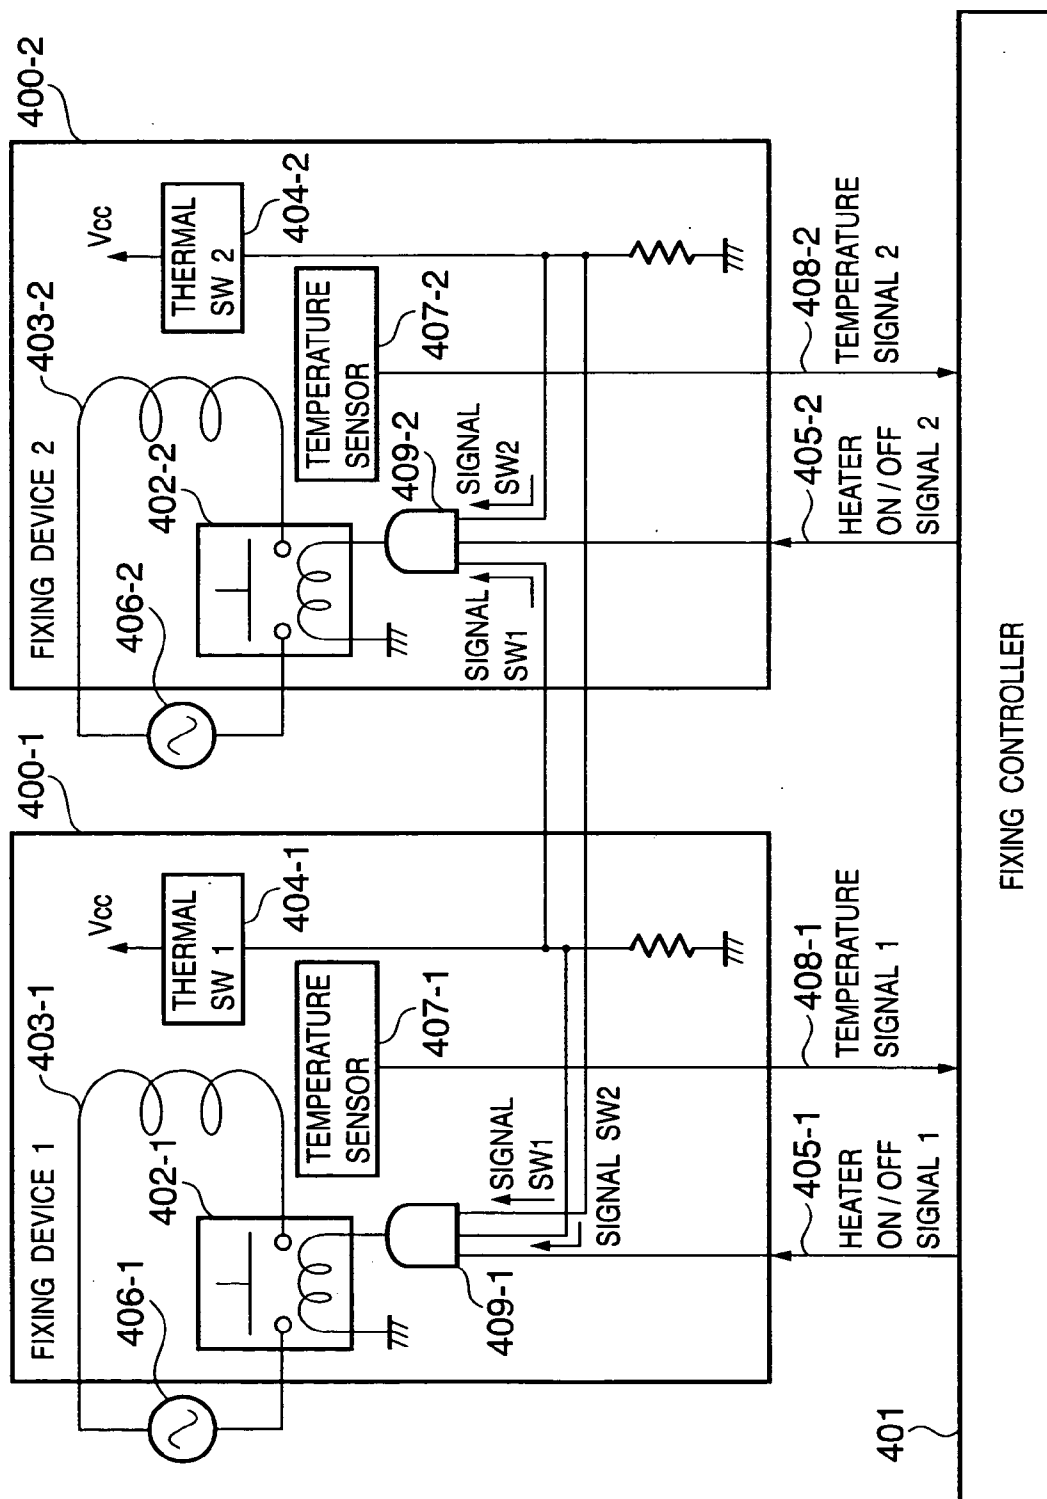 400-1
FIXING DEVICE 1
406-1
402-1
403-1
Vcc
THERMAL
SW 1
404-1
TEMPERATURE
SENSOR
407-1
409-1
SIGNAL
SW1
SIGNAL SW2
405-1
HEATER
ON / OFF
SIGNAL 1
408-1
TEMPERATURE
SIGNAL 1
400-2
FIXING DEVICE 2
406-2
402-2
403-2
Vcc
THERMAL
SW 2
404-2
TEMPERATURE
SENSOR
407-2
409-2
SIGNAL
SW1
SIGNAL
SW2
405-2
HEATER
ON / OFF
SIGNAL 2
408-2
TEMPERATURE
SIGNAL 2
401
FIXING CONTROLLER